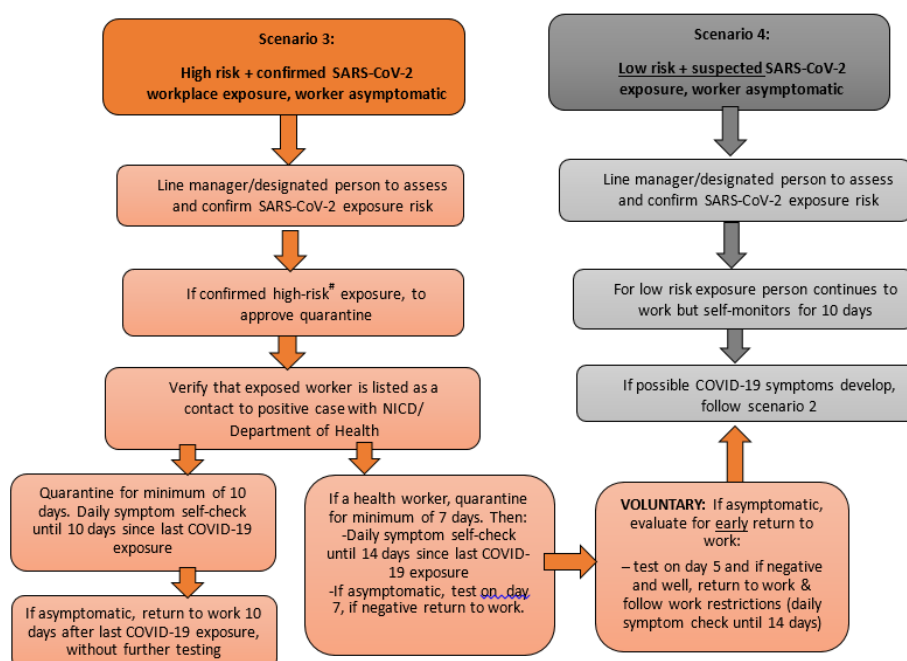 Scenario 3:
High risk + confirmed SARS-CoV-2
workplace exposure, worker asymptomatic
Line manager/designated person to assess
and confirm SARS-CoV-2 exposure risk
If confirmed high-risk# exposure, to
approve quarantine
Verify that exposed worker is listed as a
contact to positive case with NICD/
Department of Health
Quarantine for minimum of 10
days. Daily symptom self-check
until 10 days since last COVID-19
exposure
If asymptomatic, return to work 10
days after last COVID-19 exposure,
without further testing
If a health worker, quarantine
for minimum of 7 days. Then:
-Daily symptom self-check
until 14 days since last COVID-
19 exposure
-If asymptomatic, test on day
7, if negative return to work.
VOLUNTARY: If asymptomatic,
evaluate for early return to
work:
– test on day 5 and if negative
and well, return to work &
follow work restrictions (daily
symptom check until 14 days)
Scenario 4:
Low risk + suspected SARS-CoV-2
exposure, worker asymptomatic
Line manager/designated person to assess
and confirm SARS-CoV-2 exposure risk
For low risk exposure person continues to
work but self-monitors for 10 days
If possible COVID-19 symptoms develop,
follow scenario 2